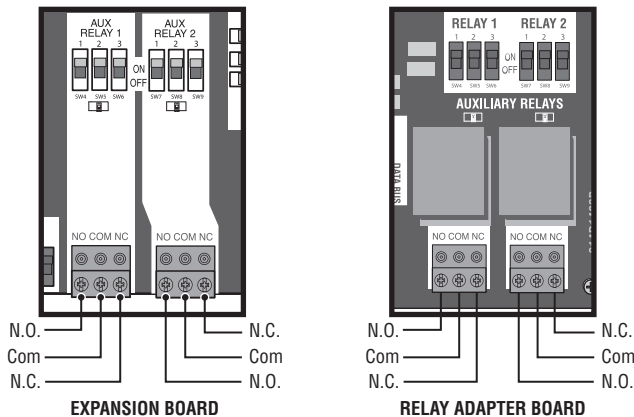 AUX
RELAY 1
AUX
RELAY 2
1 2 3
1 2 3
ON
OFF
SW4 SW5 SW6
SW7 SW8 SW9
NO COM NC
NO COM NC
N.O.
Com
N.C.
N.C.
Com
N.O.
EXPANSION BOARD
RELAY 1
RELAY 2
1 2 3
1 2 3
ON
OFF
SW4 SW5 SW6
SW7 SW8 SW9
AUXILIARY RELAYS
DATA BUS
NO COM NC
NO COM NC
N.O.
Com
N.C.
N.C.
Com
N.O.
RELAY ADAPTER BOARD